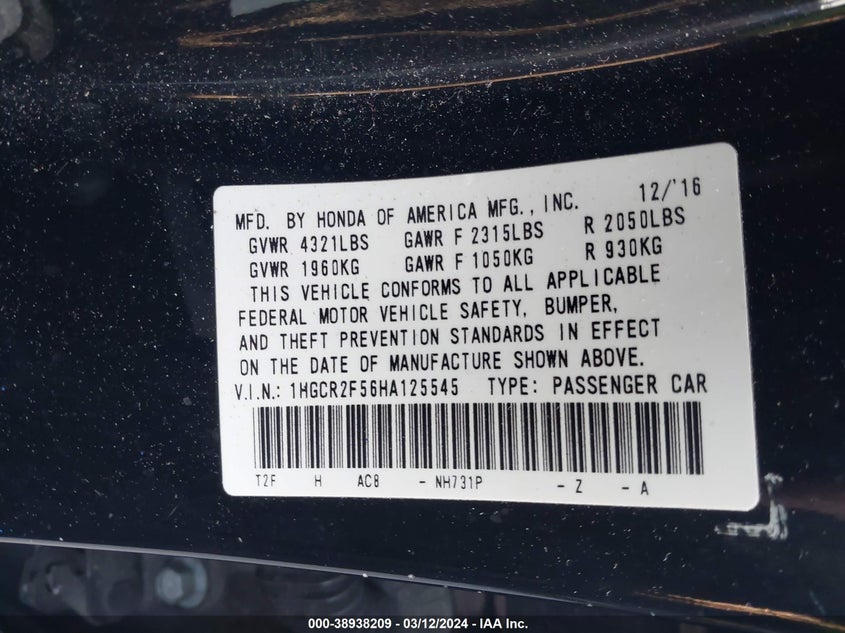 MFD. BY HONDA OF AMERICA MFG., INC. 12/'16
GVWR 4321LBS GAWR F 2315LBS R 2050LBS
GVWR 1960KG GAWR F 1050KG R 930KG
THIS VEHICLE CONFORMS TO ALL APPLICABLE
FEDERAL MOTOR VEHICLE SAFETY, BUMPER,
AND THEFT PREVENTION STANDARDS IN EFFECT
ON THE DATE OF MANUFACTURE SHOWN ABOVE.
V.I.N.: 1HGCR2F56HA125545 TYPE: PASSENGER CAR
T2F H AC8 - NH731P - Z - A
000-38938209 - 03/12/2024 - IAA Inc.